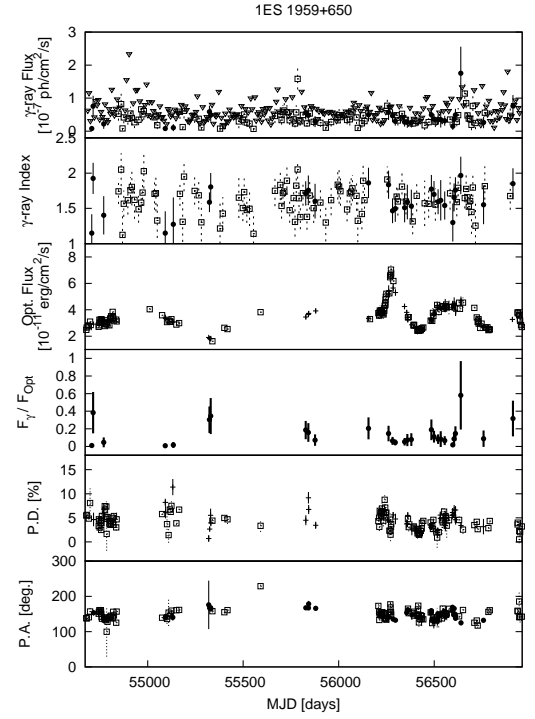 1ES 1959+650
γ-ray Flux
[10⁻⁷ ph/cm²/s]
3
2
1
0
γ-ray Index
2.5
2
1.5
1
Opt. Flux
[10⁻¹¹ erg/cm²/s]
8
6
4
2
Fγ / FOpt
1
0.8
0.6
0.4
0.2
0
P.D. [%]
15
10
5
0
P.A. [deg.]
300
200
100
0
55000 55500 56000 56500
MJD [days]